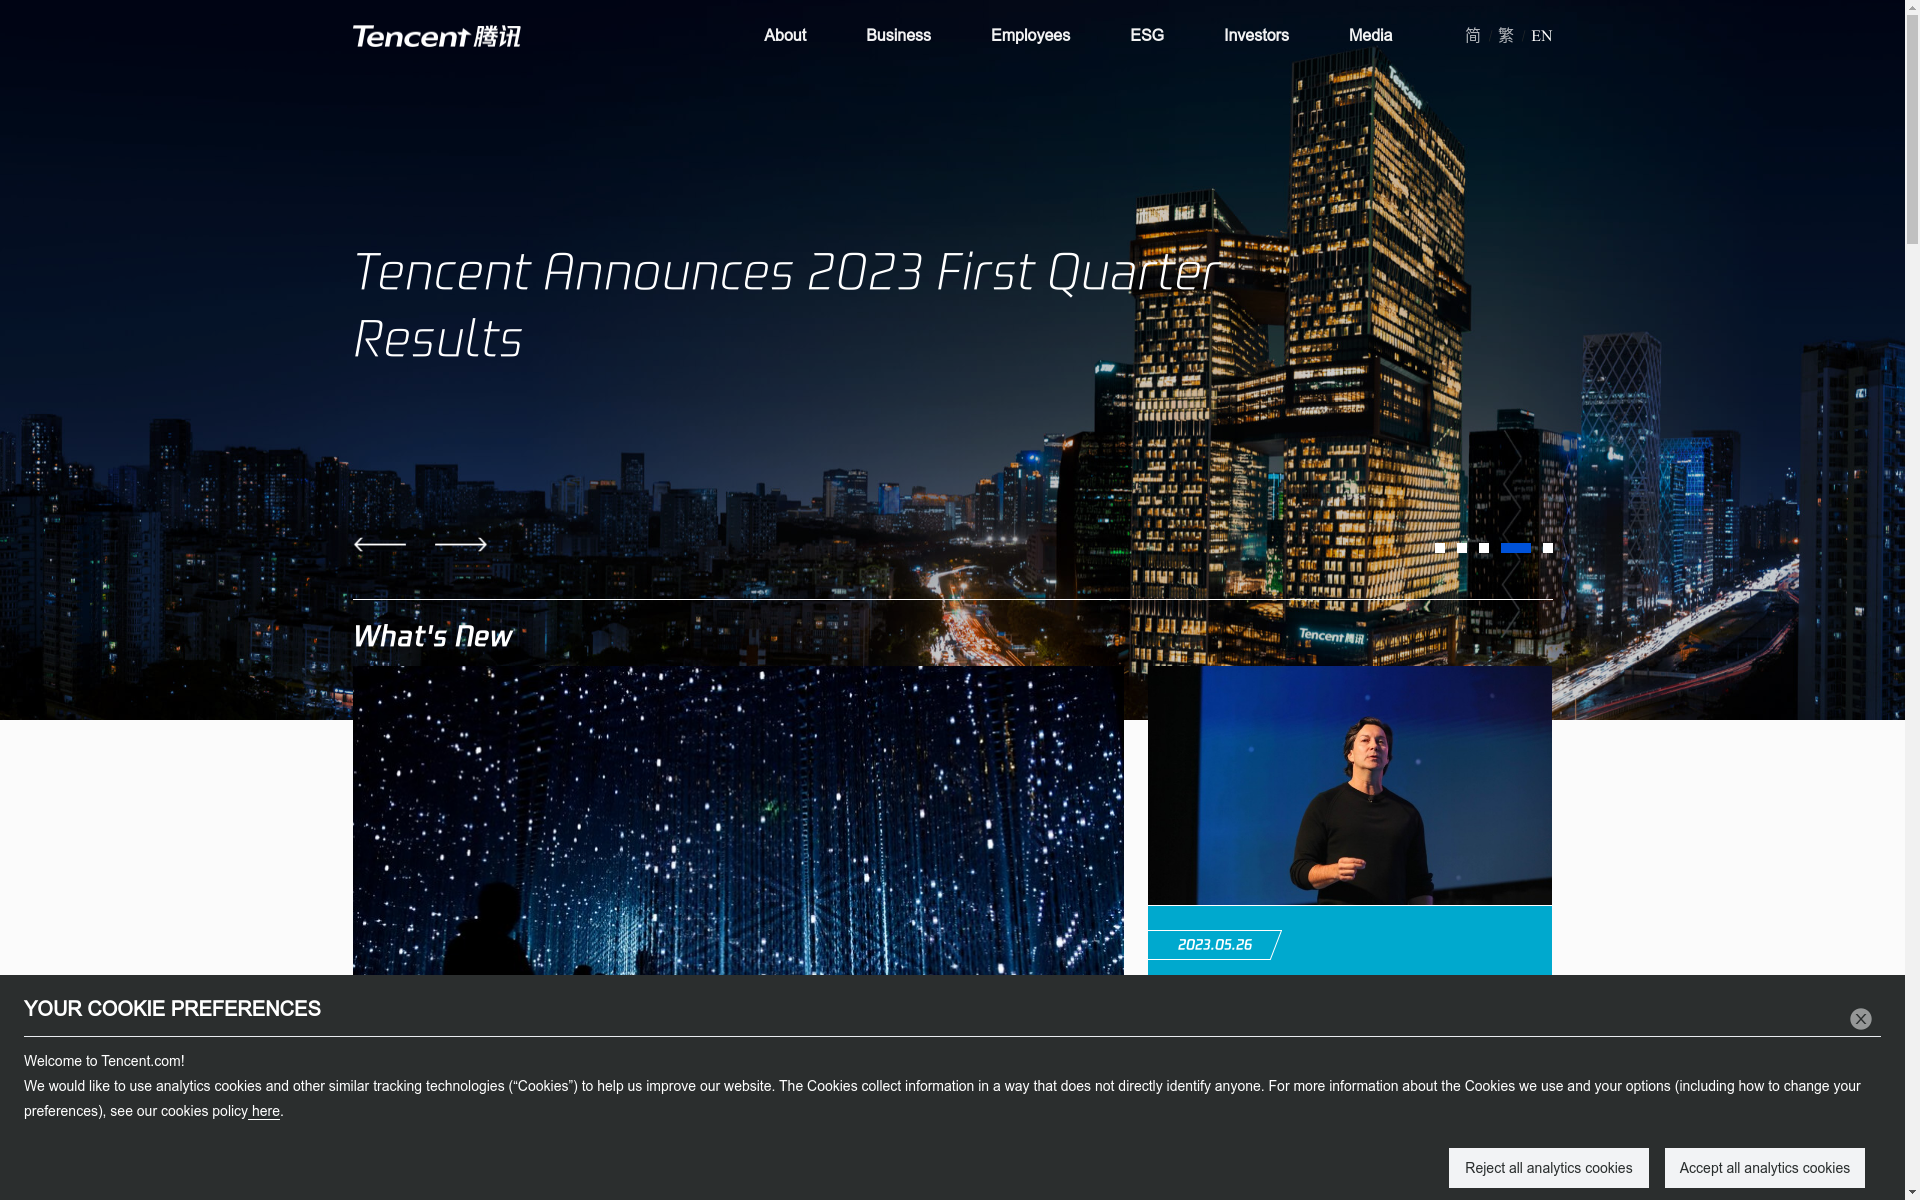 Tencent 腾讯
About Business Employees ESG Investors Media 简 / 繁 / EN
Tencent
Tencent Announces 2023 First Quarter
Results
Tencent 腾讯
What's New
2023.05.26
YOUR COOKIE PREFERENCES
Welcome to Tencent.com!
We would like to use analytics cookies and other similar tracking technologies (“Cookies”) to help us improve our website. The Cookies collect information in a way that does not directly identify anyone. For more information about the Cookies we use and your options (including how to change your
preferences), see our cookies policy here.
Reject all analytics cookies Accept all analytics cookies